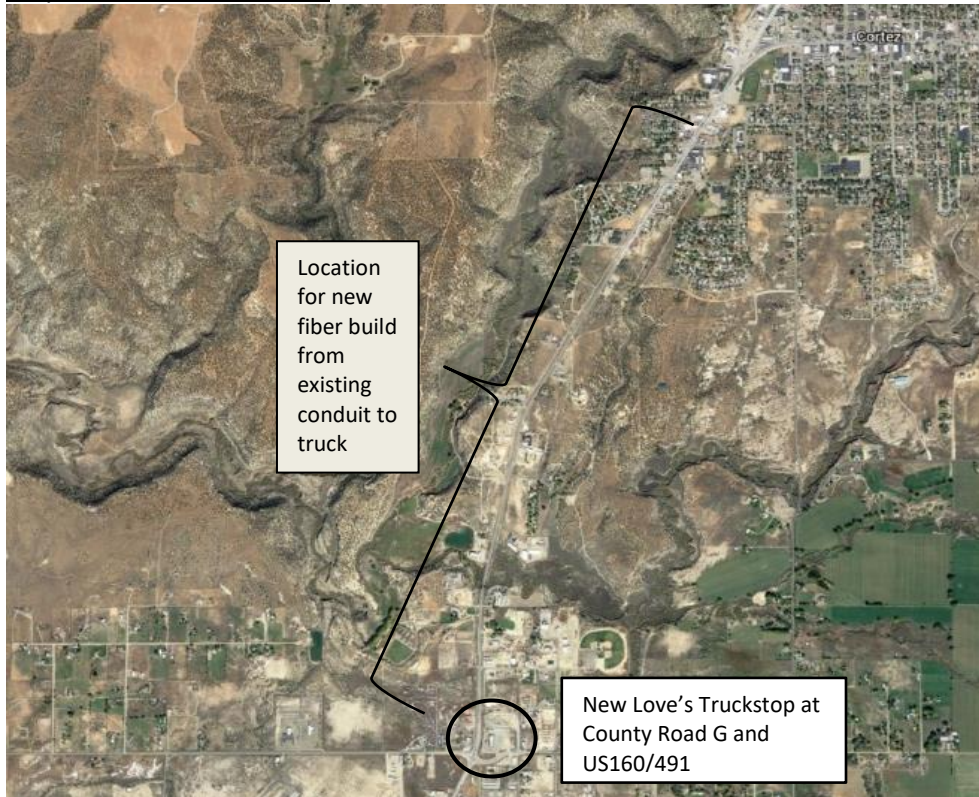 Cortez
Location
for new
fiber build
from
existing
conduit to
truck
New Love's Truckstop at
County Road G and
US160/491